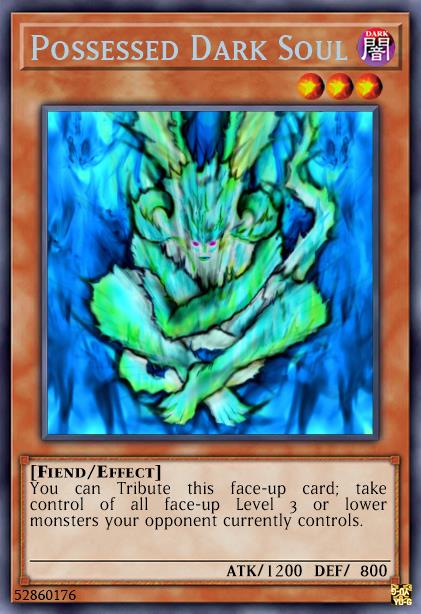 Possessed Dark Soul
DARK
闇
[Fiend/Effect]
You can Tribute this face-up card; take
control of all face-up Level 3 or lower
monsters your opponent currently controls.
ATK/1200 DEF/ 800
52860176